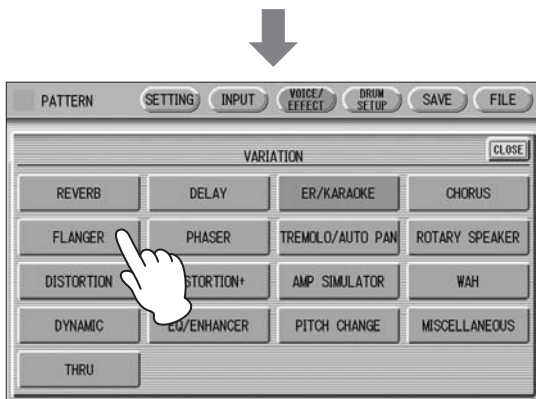 PATTERN SETTING INPUT VOICE/EFFECT DRUM SETUP SAVE FILE
VARIATION CLOSE
REVERB DELAY ER/KARAOKE CHORUS
FLANGER PHASER TREMOLO/AUTO PAN ROTARY SPEAKER
DISTORTION STORTION+ AMP SIMULATOR WAH
DYNAMIC EQ/ENHANCER PITCH CHANGE MISCELLANEOUS
THRU